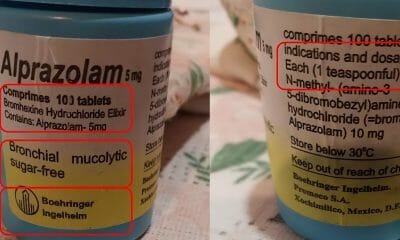 Alprazolam 5 mg
Comprimes 100 tablets
Bromhexine Hydrochloride Elixir
Contains: Alprazolam- 5mg
Bronchial mucolytic
sugar-free
Boehringer
Ingelheim
comprimes 100 tablets
indications and dosa
Each (1 teaspoonful)
N-methyl- (amino-3
5-dibromobezyl)amine
hydrochloride (=brom
Alprazolam) 10 mg
Store below 30°C
Keep out of reach of ch
Boehringer Ingelheim.
Promeco S.A.
Xochimilco, Mexico, D.F.